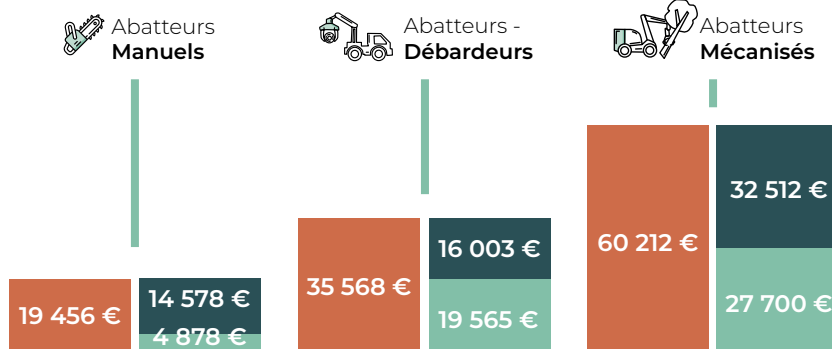 Abatteurs
Manuels
Abatteurs -
Débardeurs
Abatteurs
Mécanisés
19 456 €
14 578 €
4 878 €
35 568 €
16 003 €
19 565 €
60 212 €
32 512 €
27 700 €